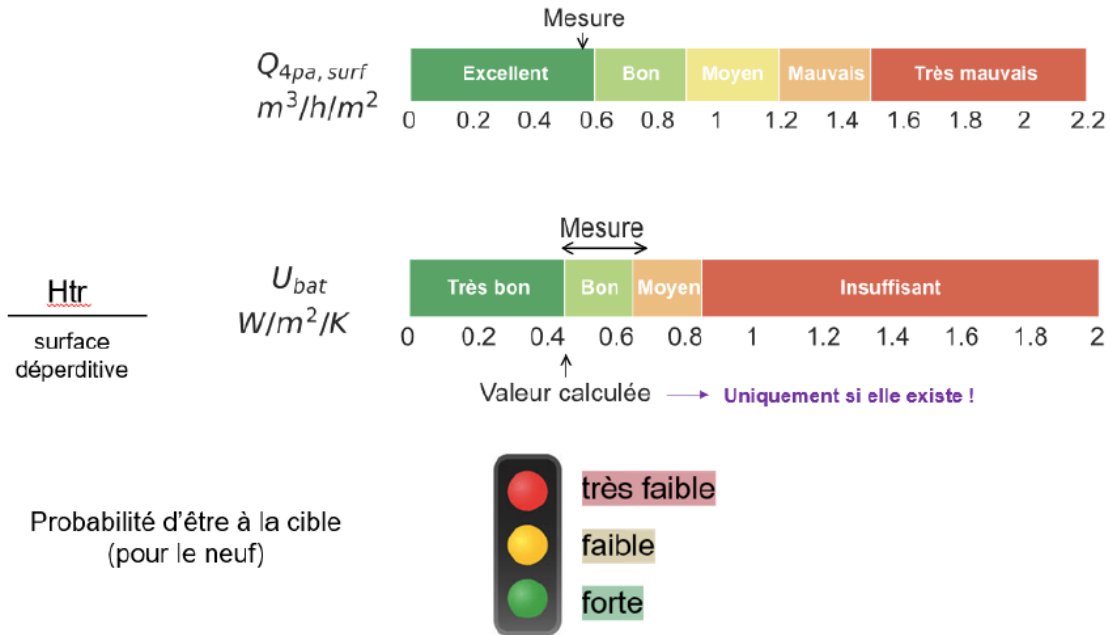 Mesure
Q4pa, surf
m³/h/m²
Excellent Bon Moyen Mauvais Très mauvais
0 0.2 0.4 0.6 0.8 1 1.2 1.4 1.6 1.8 2 2.2
Mesure
Htr
surface
déperditive
Ubat
W/m²/K
Très bon Bon Moyen Insuffisant
0 0.2 0.4 0.6 0.8 1 1.2 1.4 1.6 1.8 2
Valeur calculée → Uniquement si elle existe !
Probabilité d'être à la cible
(pour le neuf)
très faible
faible
forte